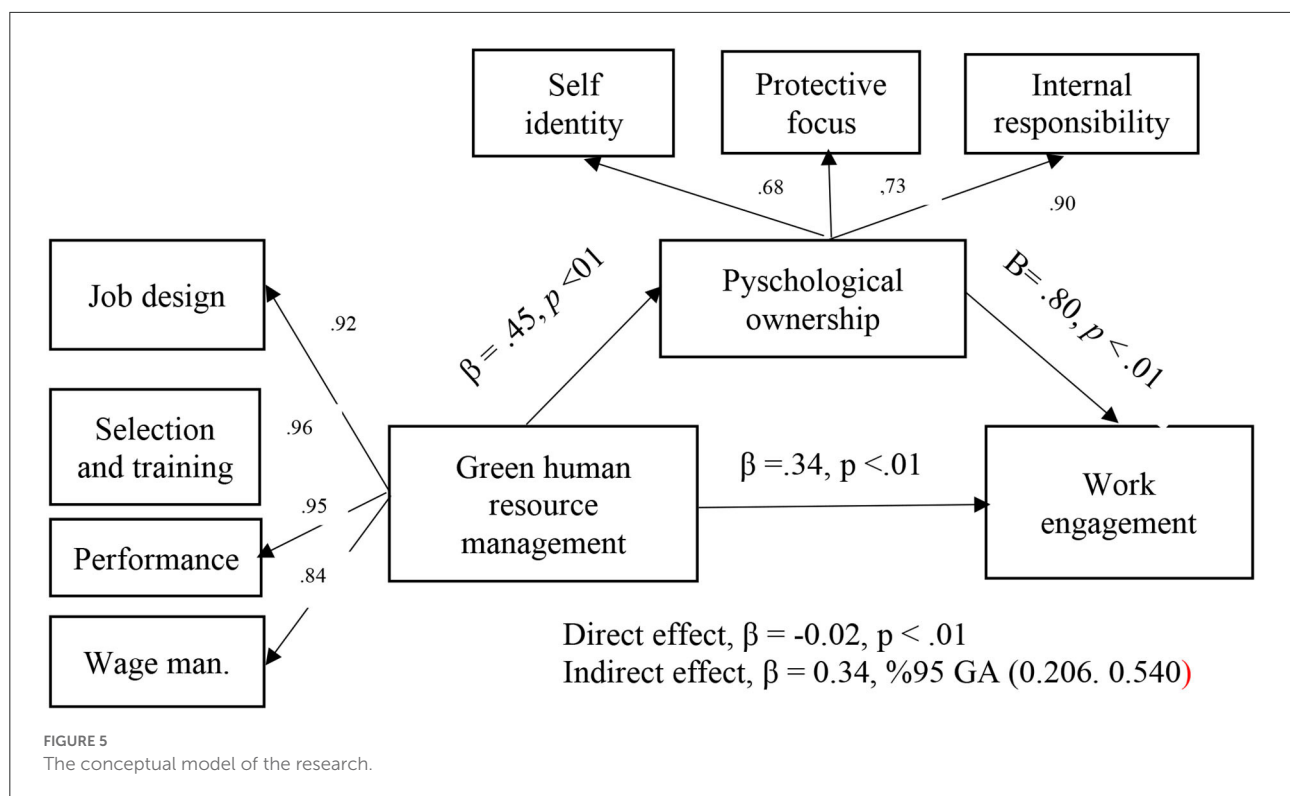 Self
identity
Protective
focus
Internal
responsibility
.68
,73
.90
Job design
.92
β = .45, p <01
Pyschological
ownership
B=.80, p < .01
Selection
and training
.96
Green human
resource
management
β =.34, p <.01
Work
engagement
.95
Performance
.84
Wage man.
Direct effect, β = -0.02, p < .01
Indirect effect, β = 0.34, %95 GA (0.206. 0.540)
FIGURE 5
The conceptual model of the research.